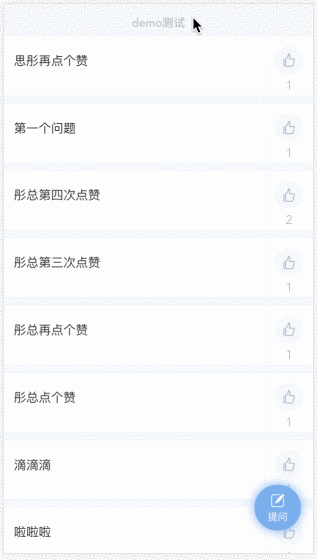 demo测试
思彤再点个赞
1
第一个问题
1
彤总第四次点赞
2
彤总第三次点赞
1
彤总再点个赞
1
彤总点个赞
1
滴滴滴
提问
啦啦啦